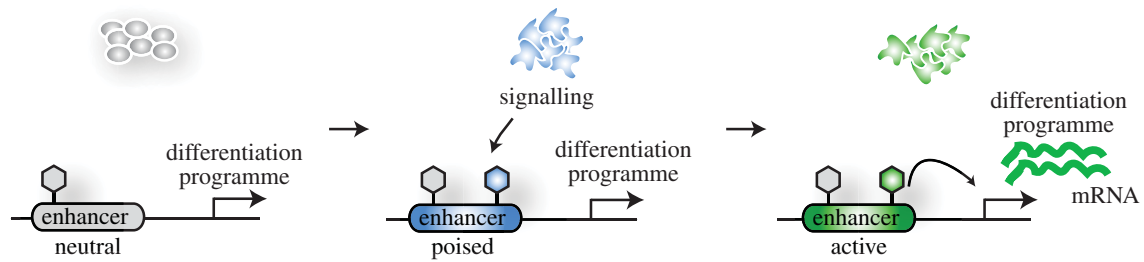 differentiation
programme
enhancer
neutral
signalling
differentiation
programme
enhancer
poised
differentiation
programme
mRNA
enhancer
active